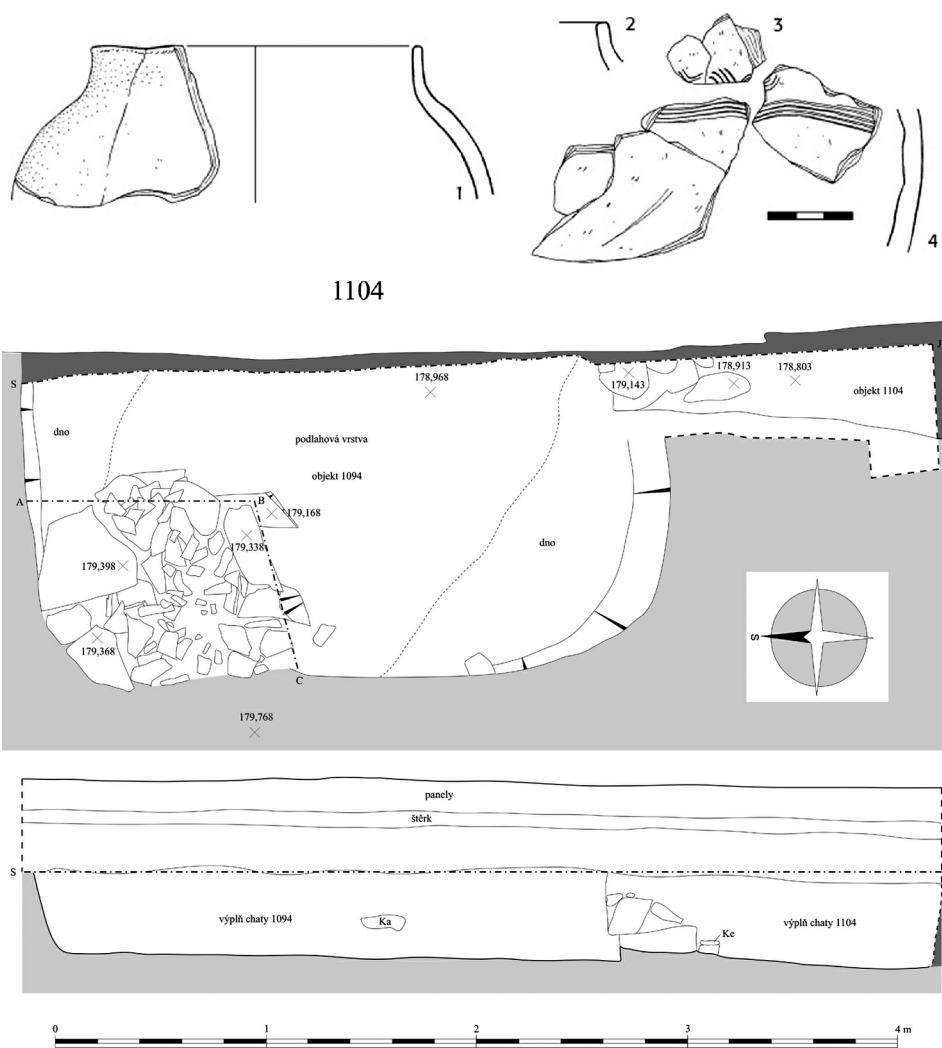 1
2
3
4
1104
S
J
178,968
179,143
178,913
178,803
objekt 1104
dno
podlahová vrstva
objekt 1094
A
B
179,168
179,338
179,398
dno
179,368
C
S
179,768
panely
štěrk
S
výplň chaty 1094
Ka
Ke
výplň chaty 1104
0
1
2
3
4 m